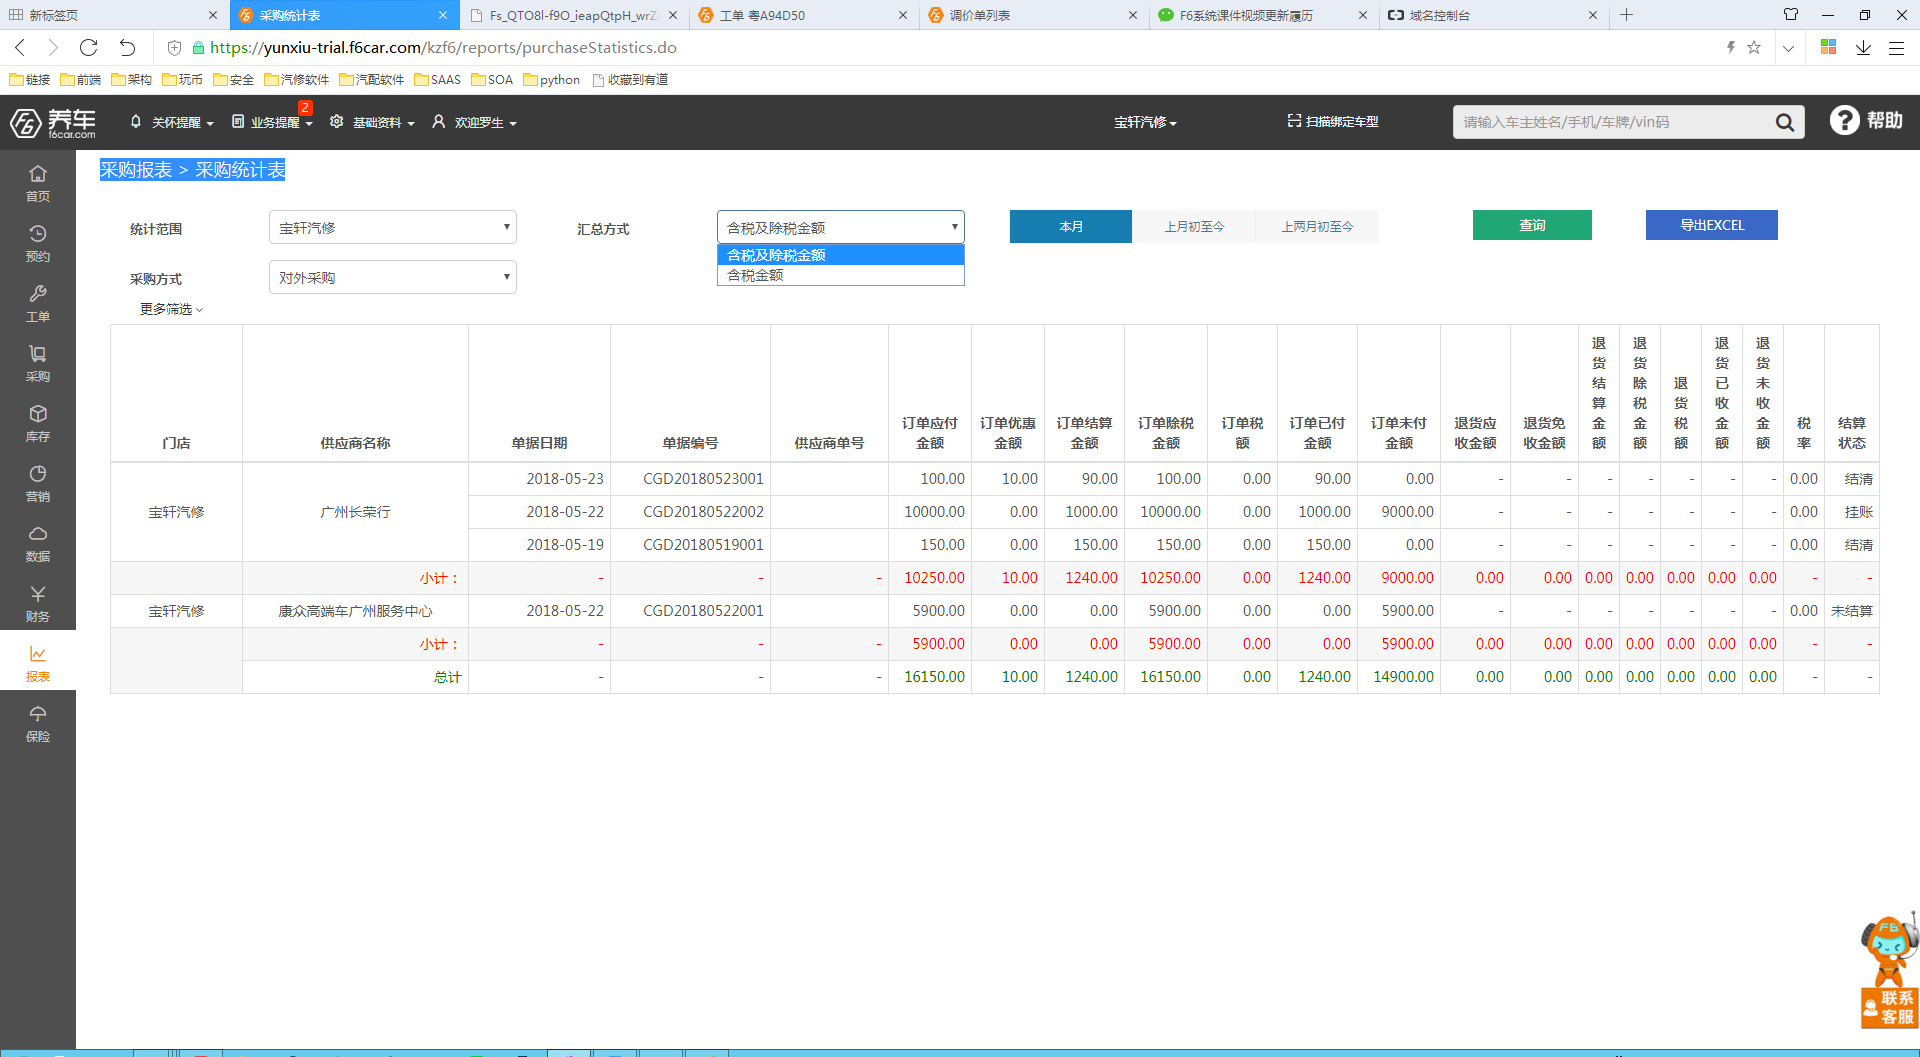 新标签页
采购统计表
Fs_QTO8l-f9O_ieapQtpH_wrZ
工单 粤A94D50
调价单列表
F6系统课件视频更新履历
域名控制台
https://yunxiu-trial.f6car.com/kzf6/reports/purchaseStatistics.do
链接 前端 架构 玩币 安全 汽修软件 汽配软件 SAAS SOA python 收藏到有道
养车
f6car.com
关怀提醒 业务提醒 2 基础资料 欢迎罗生
宝轩汽修
扫描绑定车型
请输入车主姓名/手机/车牌/vin码
? 帮助
首页
预约
工单
采购
库存
营销
数据
财务
报表
保险
采购报表 > 采购统计表
统计范围 宝轩汽修 汇总方式 含税及除税金额 本月 上月初至今 上两月初至今 查询 导出EXCEL
含税及除税金额
含税金额
采购方式 对外采购
更多筛选
门店 供应商名称 单据日期 单据编号 供应商单号 订单应付金额 订单优惠金额 订单结算金额 订单除税金额 订单税额 订单已付金额 订单未付金额 退货应收金额 退货免收金额 退货结算金额 退货除税金额 退货税额 退货已收金额 退货未收金额 税率 结算状态
宝轩汽修 广州长荣行 2018-05-23 CGD20180523001 100.00 10.00 90.00 100.00 0.00 90.00 0.00 - - - - - - - 0.00 结清
2018-05-22 CGD20180522002 10000.00 0.00 1000.00 10000.00 0.00 1000.00 9000.00 - - - - - - - 0.00 挂账
2018-05-19 CGD20180519001 150.00 0.00 150.00 150.00 0.00 150.00 0.00 - - - - - - - 0.00 结清
小计： - - - 10250.00 10.00 1240.00 10250.00 0.00 1240.00 9000.00 0.00 0.00 0.00 0.00 0.00 0.00 0.00 - -
宝轩汽修 康众高端车广州服务中心 2018-05-22 CGD20180522001 5900.00 0.00 0.00 5900.00 0.00 0.00 5900.00 - - - - - - - 0.00 未结算
小计： - - - 5900.00 0.00 0.00 5900.00 0.00 0.00 5900.00 0.00 0.00 0.00 0.00 0.00 0.00 0.00 - -
总计 - - - 16150.00 10.00 1240.00 16150.00 0.00 1240.00 14900.00 0.00 0.00 0.00 0.00 0.00 0.00 0.00 - -
F6
联系
客服